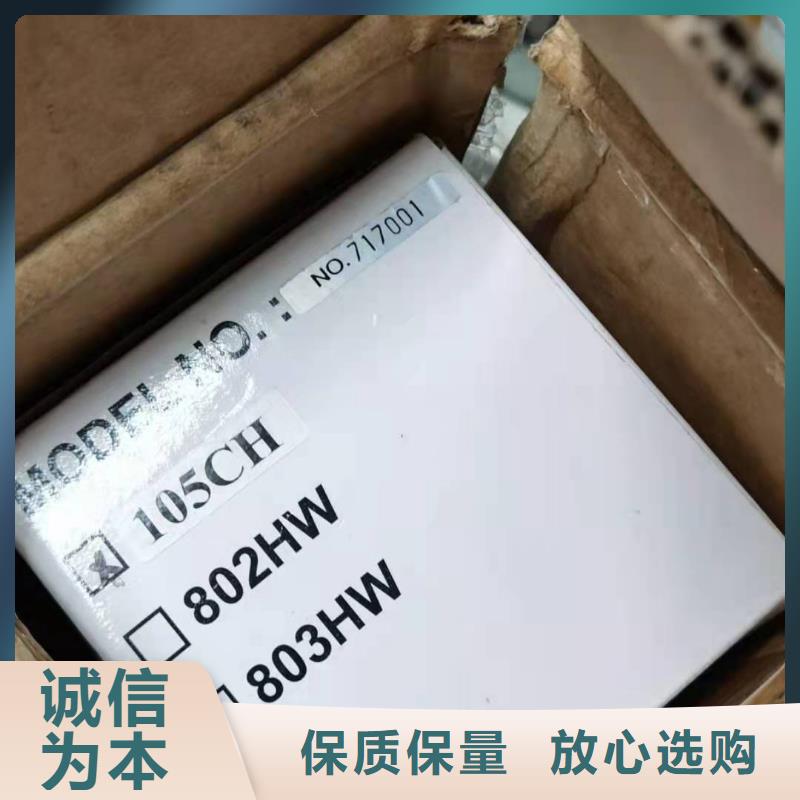 NO.717001
MODEL NO.:
105CH
802HW
803HW
诚信
为本
保质保量 放心选购